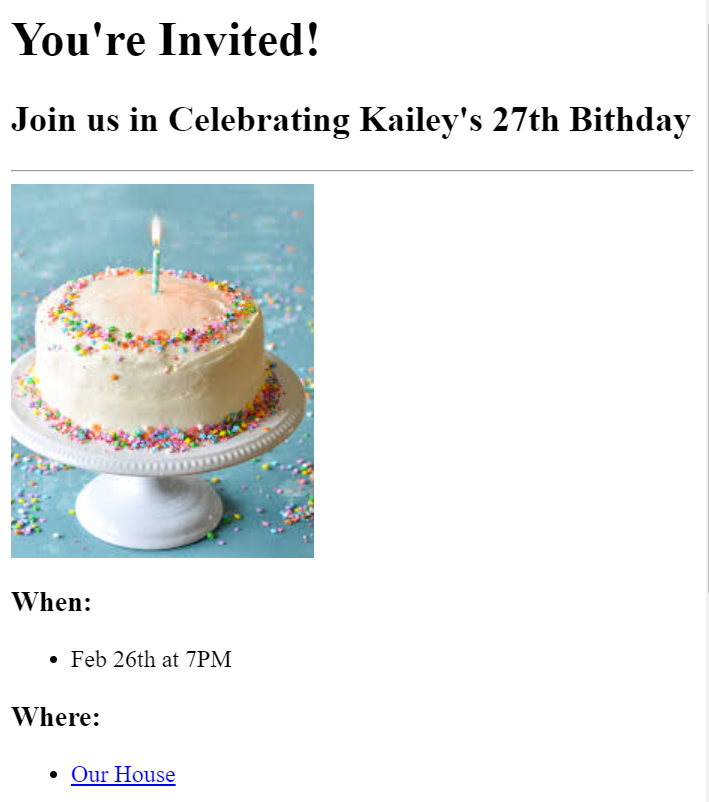 You're Invited!
Join us in Celebrating Kailey's 27th Bithday
When:
• Feb 26th at 7PM
Where:
• Our House